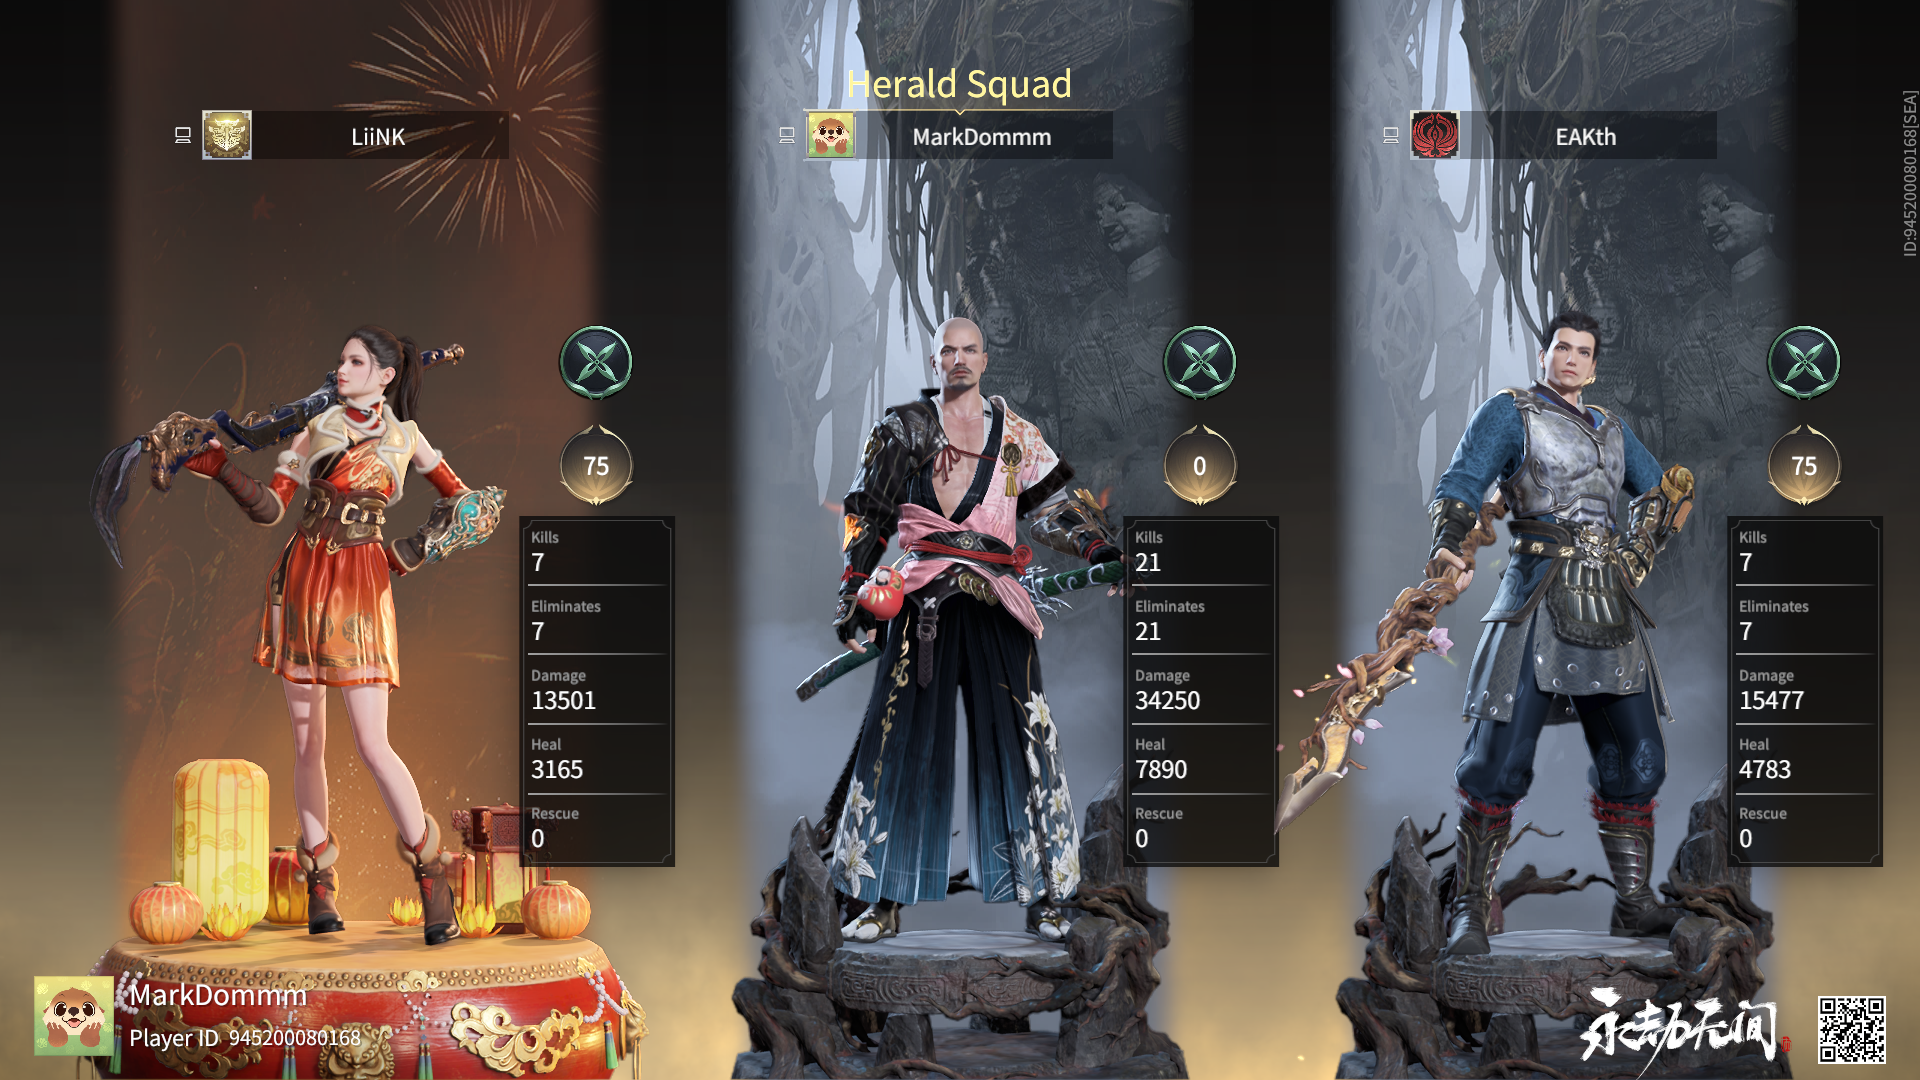 Herald Squad
LiiNK
MarkDommm
EAKth
75
Kills
7
Eliminates
7
Damage
13501
Heal
3165
Rescue
0
0
Kills
21
Eliminates
21
Damage
34250
Heal
7890
Rescue
0
75
Kills
7
Eliminates
7
Damage
15477
Heal
4783
Rescue
0
ID:945200080168[SEA]
MarkDommm
Player ID 945200080168
永劫无间